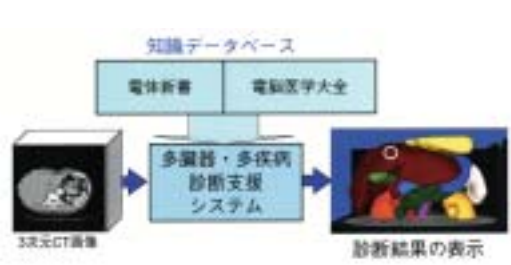 知識データベース
電体新書
電脳医学大全
多臓器・多疾病
診断支援
システム
3次元CT画像
診断結果の表示